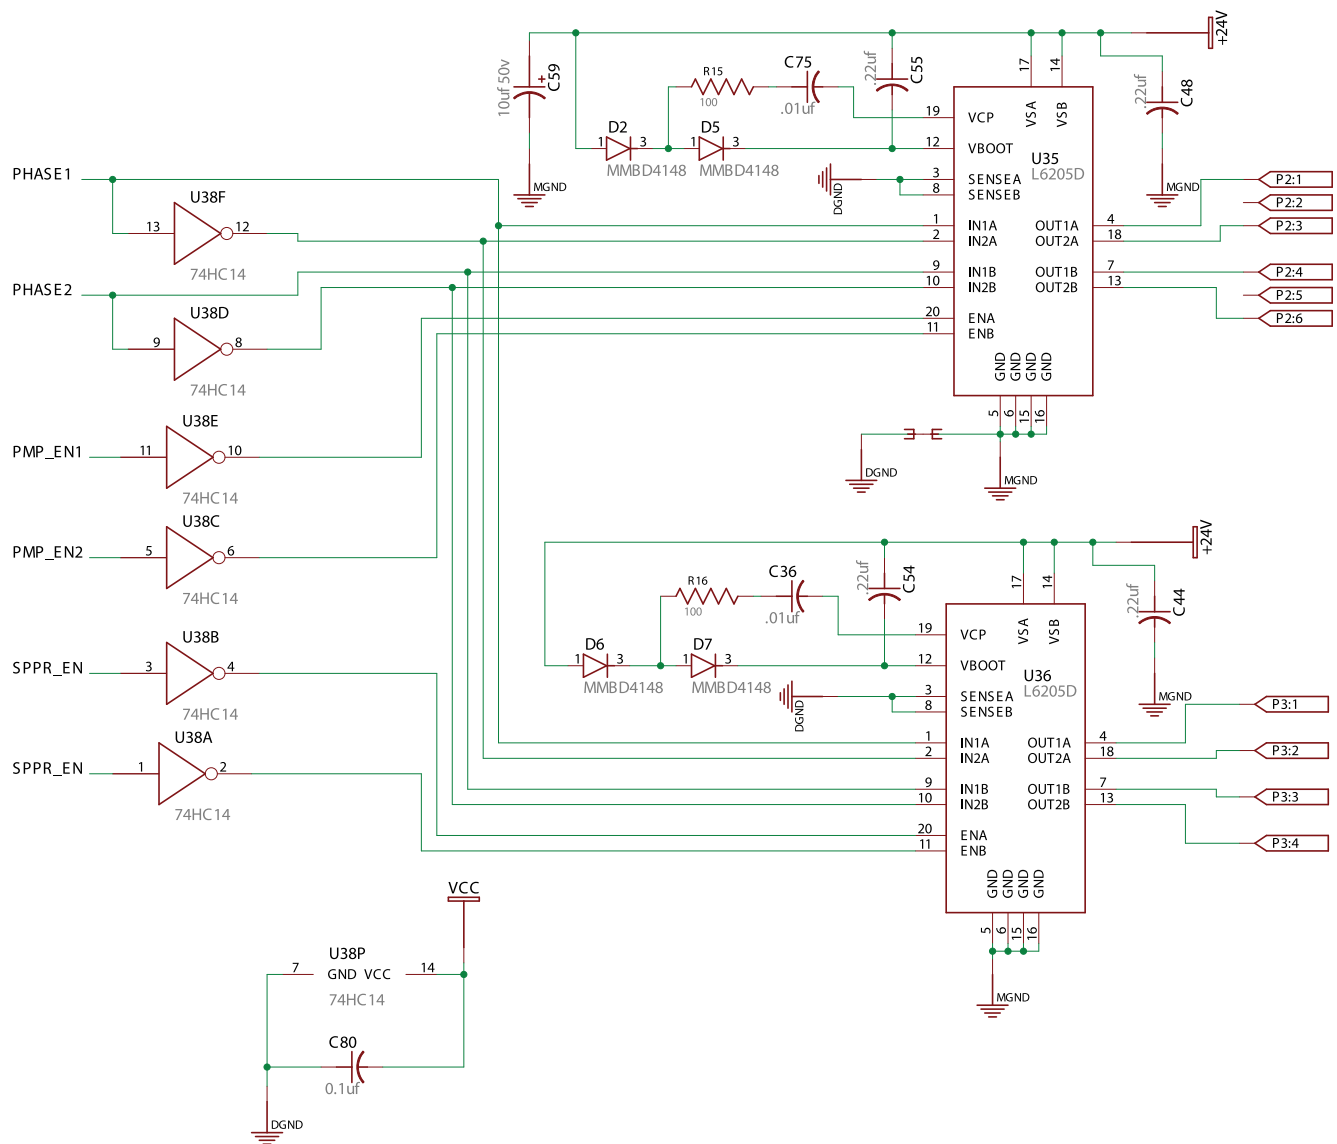 +24V
10uf 50v
C59
R15
100
C75
.01uf
.22uf
C55
17
14
.22uf
C48
D2
1
3
MMBD4148
D5
1
3
MMBD4148
MGND
DGND
MGND
19
VCP
VSA
VSB
12
VBOOT
U35
L6205D
3
SENSEA
8
SENSEB
1
IN1A
OUT1A
4
2
IN2A
OUT2A
18
9
IN1B
OUT1B
7
10
IN2B
OUT2B
13
20
ENA
11
ENB
GND
GND
GND
GND
5
6
15
16
DGND
MGND
P2:1
P2:2
P2:3
P2:4
P2:5
P2:6
PHASE1
U38F
13
12
74HC14
PHASE2
U38D
9
8
74HC14
PMP_EN1
U38E
11
10
74HC14
PMP_EN2
U38C
5
6
74HC14
SPPR_EN
U38B
3
4
74HC14
SPPR_EN
U38A
1
2
74HC14
+24V
R16
100
C36
.01uf
.22uf
C54
17
14
.22uf
C44
D6
1
3
MMBD4148
D7
1
3
MMBD4148
DGND
MGND
19
VCP
VSA
VSB
12
VBOOT
U36
L6205D
3
SENSEA
8
SENSEB
1
IN1A
OUT1A
4
2
IN2A
OUT2A
18
9
IN1B
OUT1B
7
10
IN2B
OUT2B
13
20
ENA
11
ENB
GND
GND
GND
GND
5
6
15
16
MGND
P3:1
P3:2
P3:3
P3:4
VCC
U38P
7
GND VCC
14
74HC14
C80
0.1uf
DGND